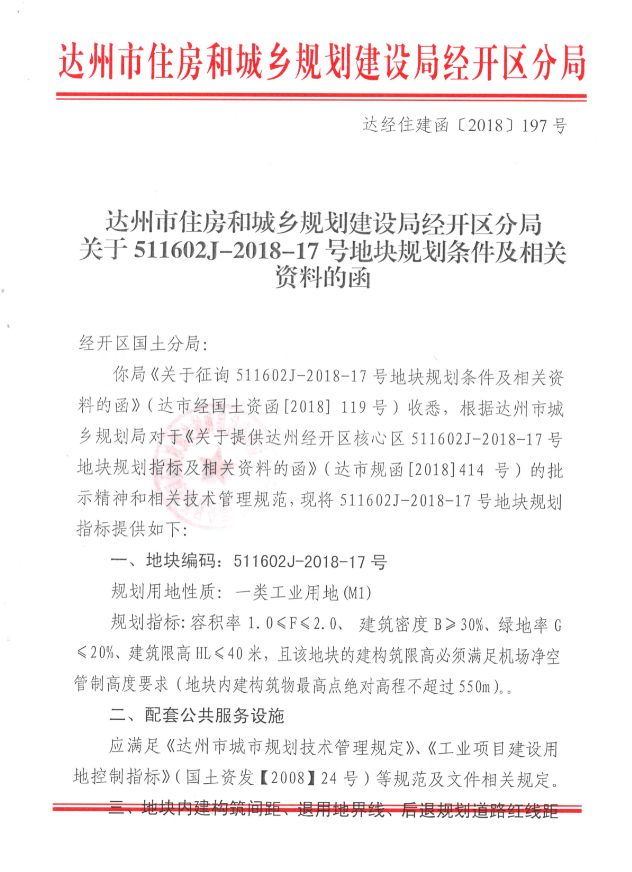 达州市住房和城乡规划建设局经开区分局
达经住建函〔2018〕197号
达州市住房和城乡规划建设局经开区分局
关于511602J-2018-17号地块规划条件及相关
资料的函
经开区国土分局：
你局《关于征询511602J-2018-17号地块规划条件及相关资
料的函》（达市经国土资函[2018] 119号）收悉，根据达州市城
乡规划局对于《关于提供达州经开区核心区511602J-2018-17号
地块规划指标及相关资料的函》（达市规函[2018]414 号）的批
示精神和相关技术管理规范，现将511602J-2018-17号地块规划
指标提供如下：
一、地块编码：511602J-2018-17号
规划用地性质： 一类工业用地(M1)
规划指标：容积率 1.0≤F≤2.0、 建筑密度B≥30%、绿地率G
≤20%、建筑限高HL≤40米，且该地块的建构筑限高必须满足机场净空
管制高度要求（地块内建构筑物最高点绝对高程不超过550m）。。
二、配套公共服务设施
应满足《达州市城市规划技术管理规定》、《工业项目建设用
地控制指标》（国土资发【2008】24号）等规范及文件相关规定。
三、地块内建构筑间距、退用地界线、后退规划道路红线距